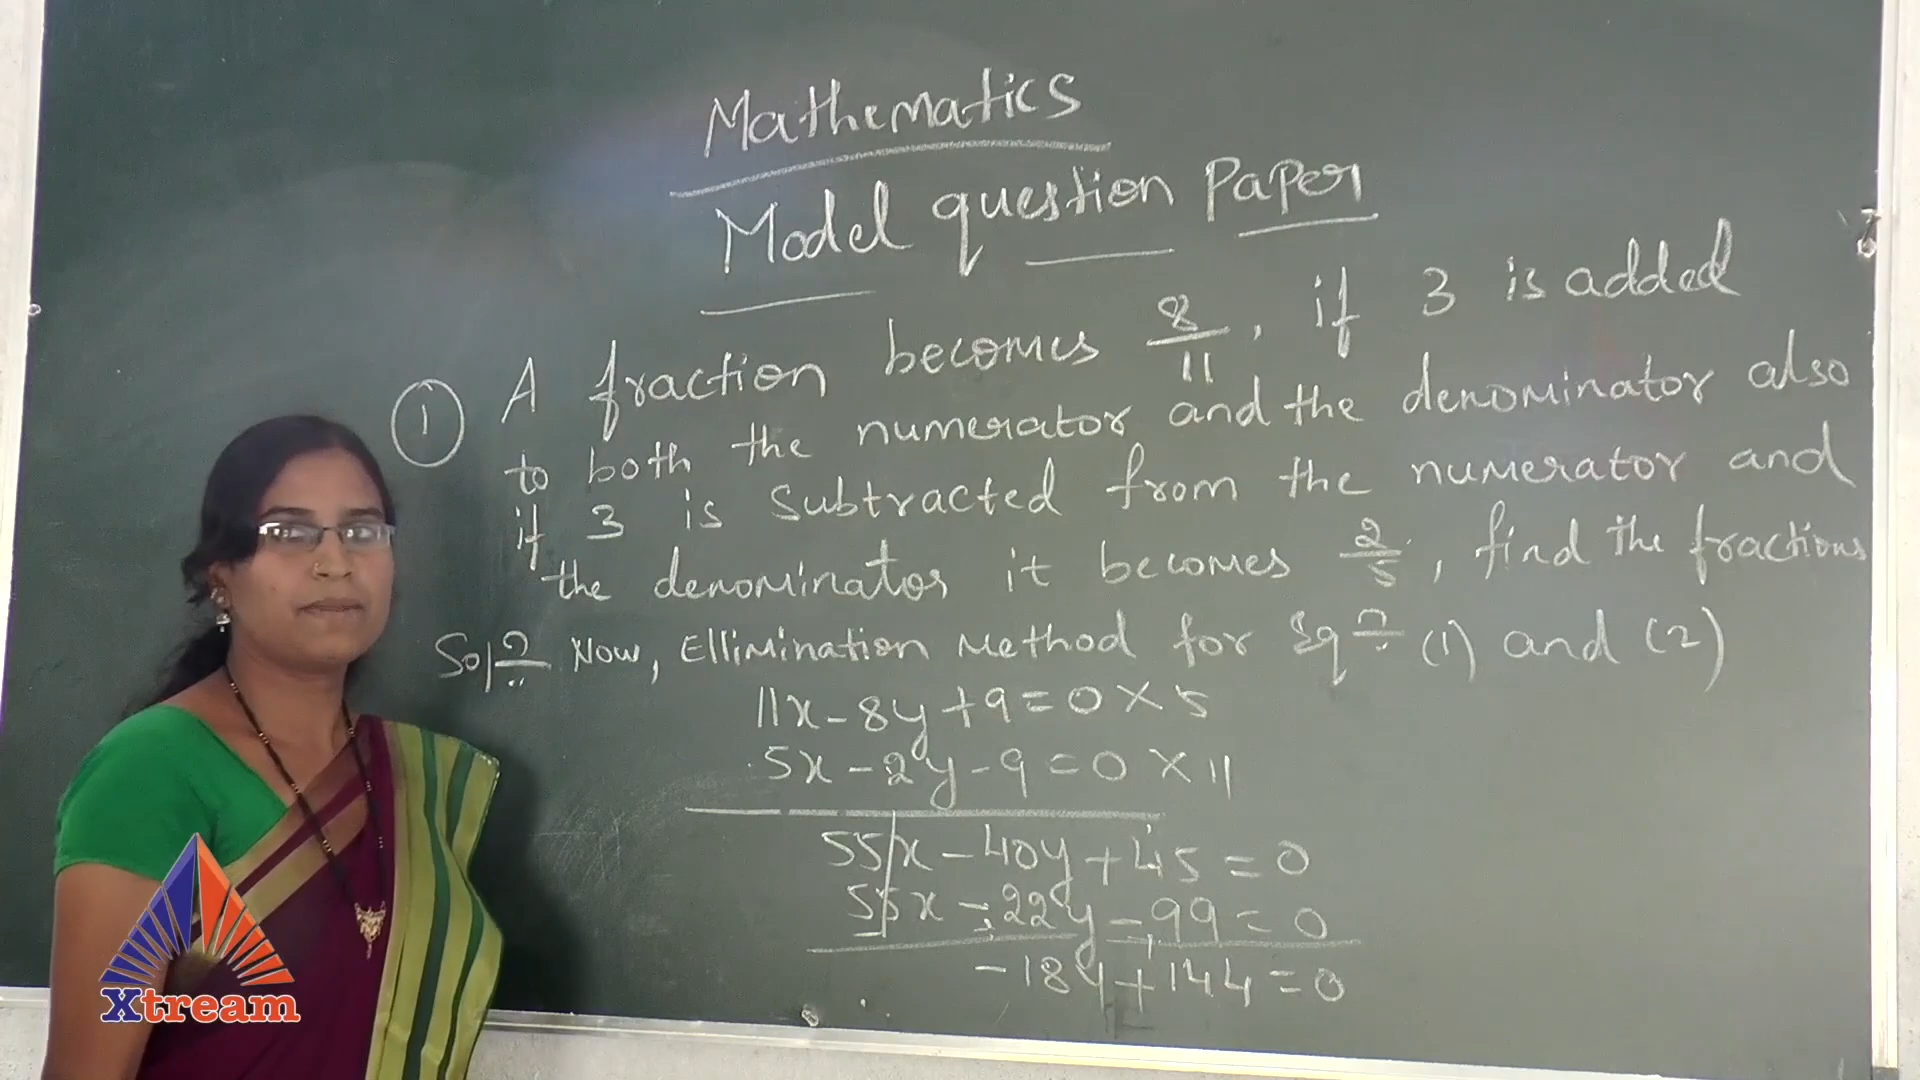 Mathematics
Model question Paper
① A fraction becomes 8/11, if 3 is added
to both the numerator and the denominator also
if 3 is subtracted from the numerator and
the denominator it becomes 2/5, find the fractions
Sol? Now, Ellimination Method for Eq? (1) and (2)
11x-8y+9=0×5
5x-2y-9=0×11
55x-40y+45=0
55x-22y-99=0
-18y+144=0
Xtream